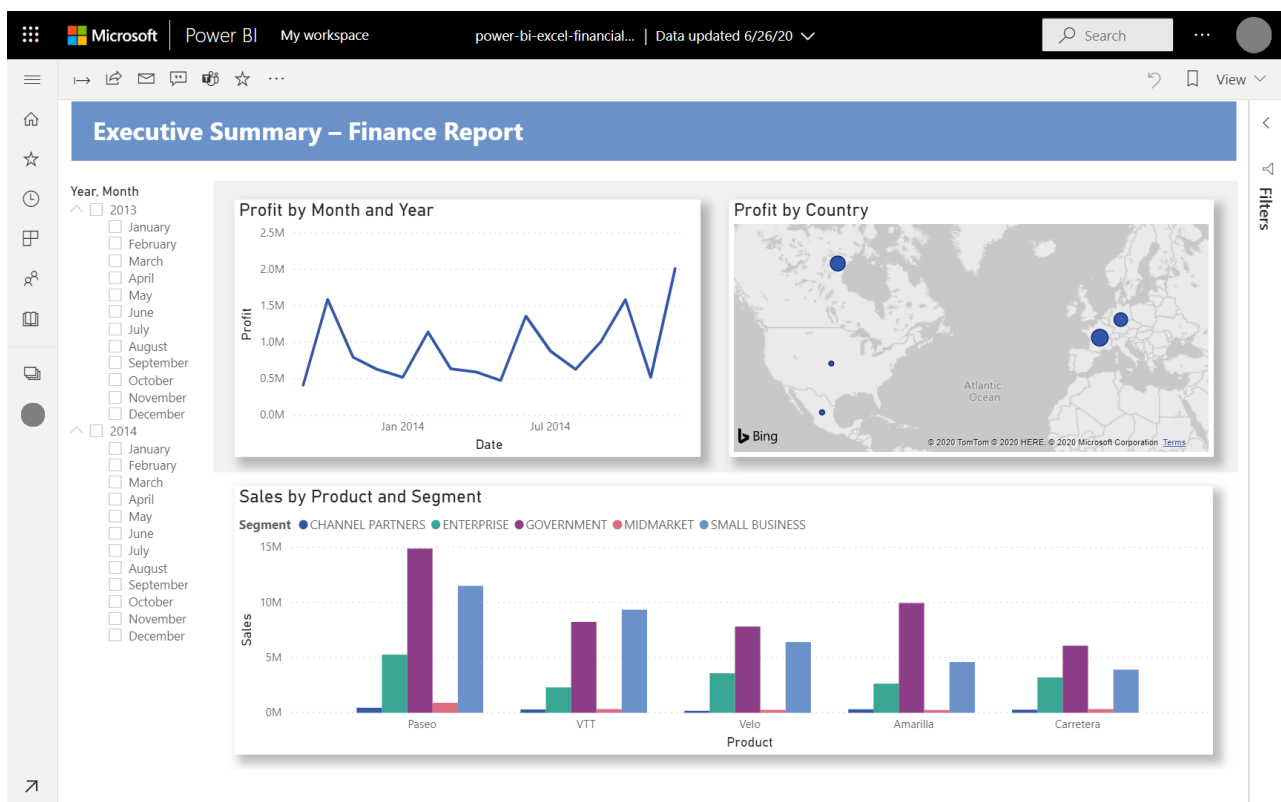 Microsoft Power BI My workspace power-bi-excel-financial... | Data updated 6/26/20 Search ...
View
Executive Summary – Finance Report
Filters
Year, Month
2013
January
February
March
April
May
June
July
August
September
October
November
December
2014
January
February
March
April
May
June
July
August
September
October
November
December
Profit by Month and Year
2.5M
2.0M
1.5M
1.0M
0.5M
0.0M
Profit
Jan 2014 Jul 2014
Date
Profit by Country
Atlantic
Ocean
Bing
© 2020 TomTom © 2020 HERE, © 2020 Microsoft Corporation Terms
Sales by Product and Segment
Segment CHANNEL PARTNERS ENTERPRISE GOVERNMENT MIDMARKET SMALL BUSINESS
15M
10M
5M
0M
Sales
Paseo VTT Velo Amarilla Carretera
Product